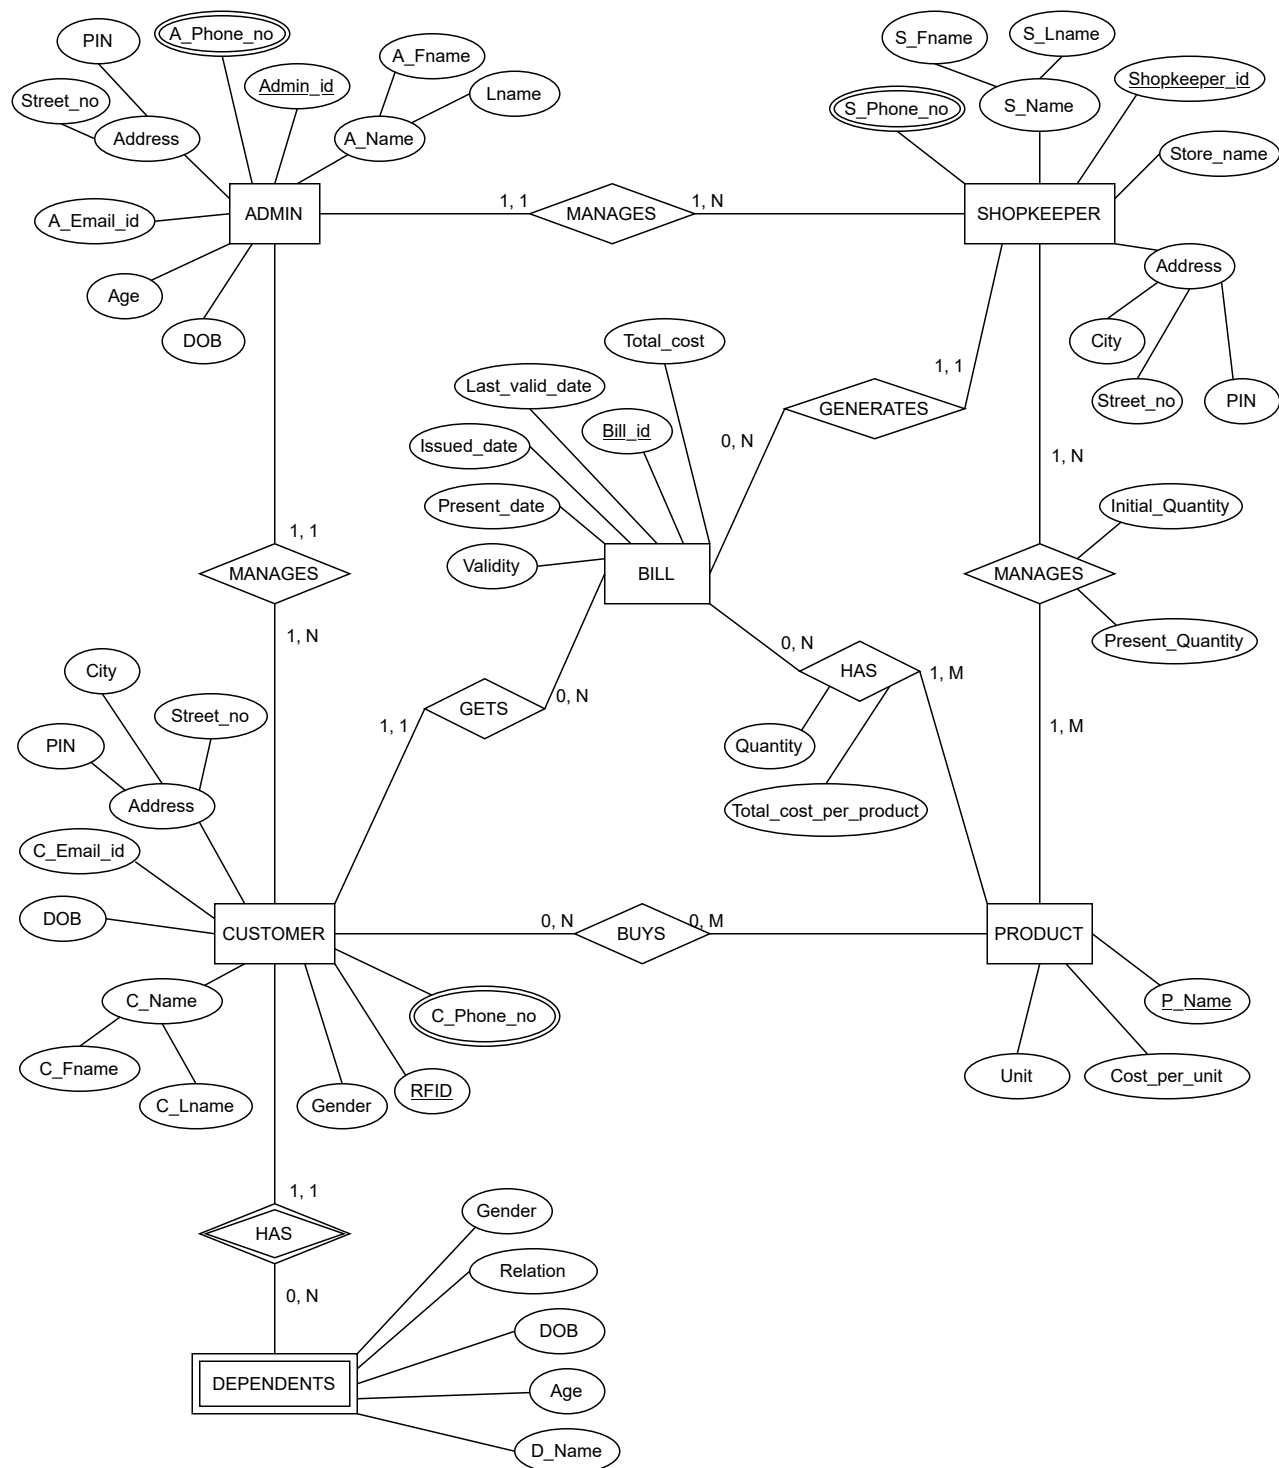 A_Phone_no
PIN
A_Fname
Street_no
Admin_id
Lname
Address
A_Name
A_Email_id
ADMIN
Age
DOB
1, 1
MANAGES
1, N
S_Fname
S_Lname
Shopkeeper_id
S_Phone_no
S_Name
Store_name
SHOPKEEPER
Address
City
Street_no
PIN
Total_cost
Last_valid_date
Bill_id
Issued_date
Present_date
Validity
BILL
1, 1
GENERATES
0, N
1, N
Initial_Quantity
MANAGES
Present_Quantity
1, M
1, 1
MANAGES
1, N
0, N
HAS
1, M
Quantity
Total_cost_per_product
0, N
GETS
1, 1
City
Street_no
PIN
Address
C_Email_id
DOB
CUSTOMER
C_Name
C_Fname
C_Lname
Gender
RFID
C_Phone_no
0, N
BUYS
0, M
PRODUCT
P_Name
Unit
Cost_per_unit
1, 1
HAS
0, N
DEPENDENTS
Gender
Relation
DOB
Age
D_Name